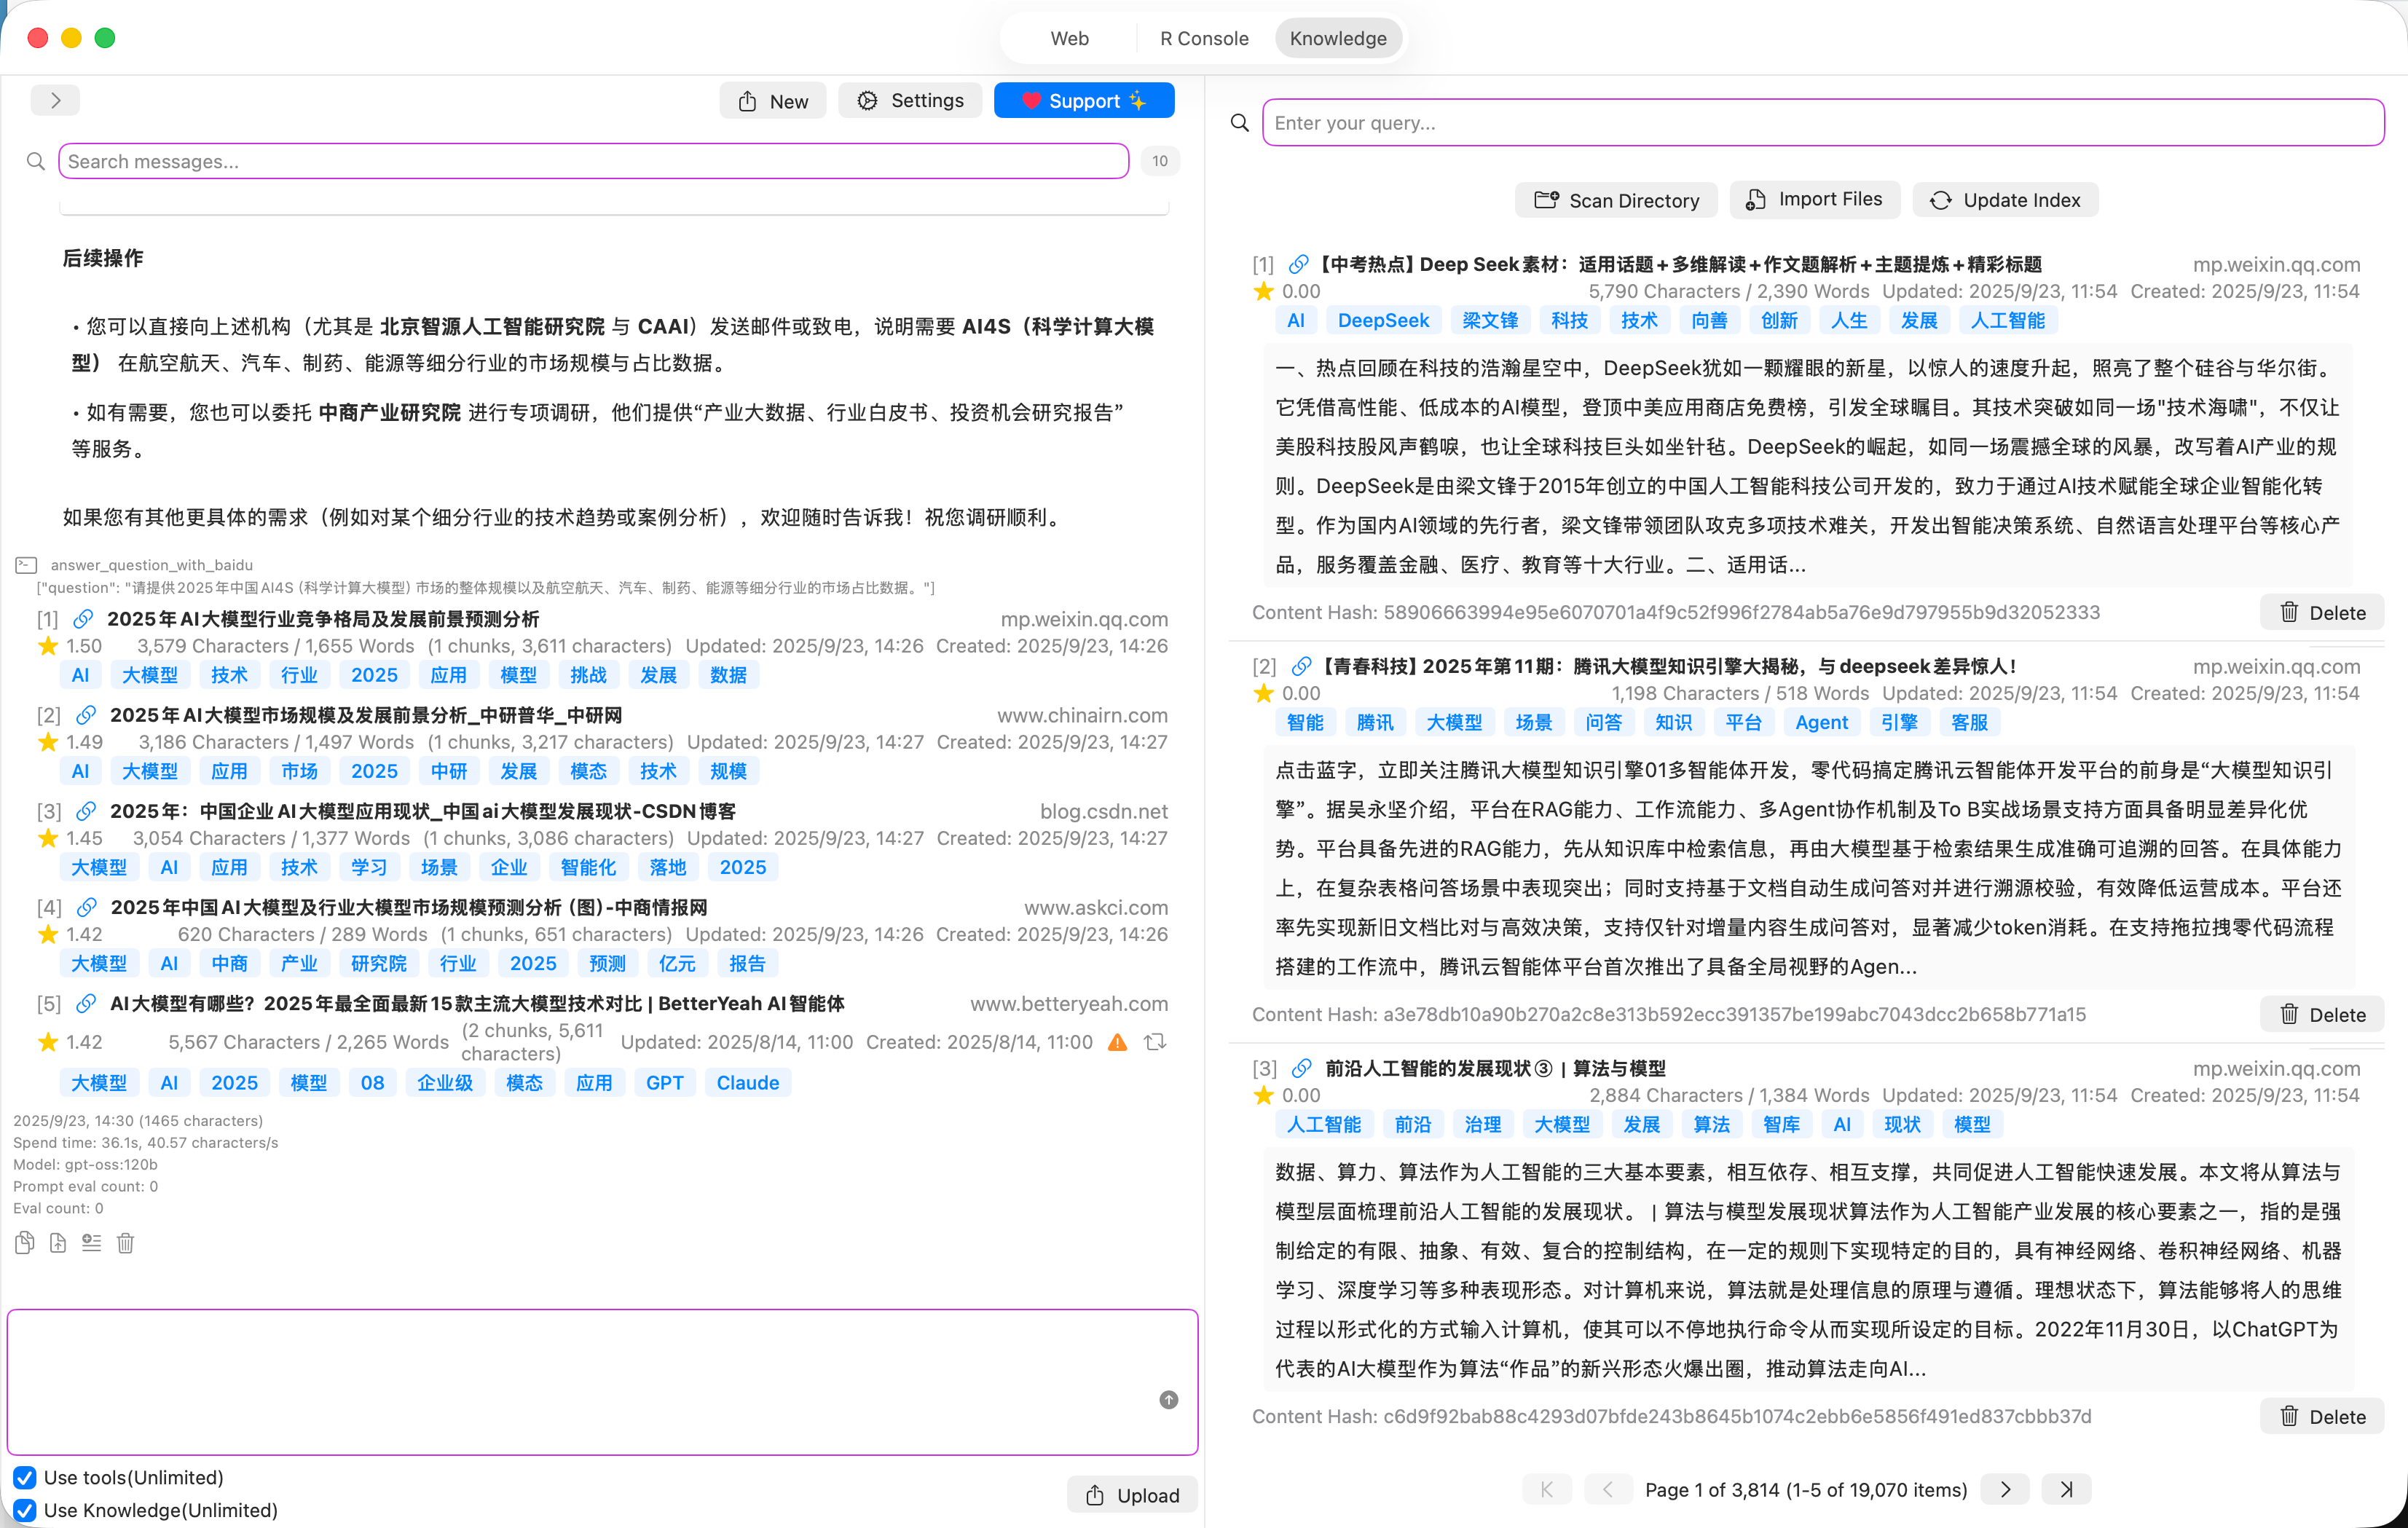 Web
R Console
Knowledge
New
Settings
Support
Search messages...
10
后续操作
• 您可以直接向上述机构（尤其是 北京智源人工智能研究院 与 CAAI）发送邮件或致电，说明需要 AI4S（科学计算大模
型） 在航空航天、汽车、制药、能源等细分行业的市场规模与占比数据。
• 如有需要，您也可以委托 中商产业研究院 进行专项调研，他们提供“产业大数据、行业白皮书、投资机会研究报告”
等服务。
如果您有其他更具体的需求（例如对某个细分行业的技术趋势或案例分析），欢迎随时告诉我！祝您调研顺利。
answer_question_with_baidu
["question": "请提供2025年中国AI4S (科学计算大模型) 市场的整体规模以及航空航天、汽车、制药、能源等细分行业的市场占比数据。"]
[1] 2025年AI大模型行业竞争格局及发展前景预测分析 mp.weixin.qq.com
1.50 3,579 Characters / 1,655 Words (1 chunks, 3,611 characters) Updated: 2025/9/23, 14:26 Created: 2025/9/23, 14:26
AI 大模型 技术 行业 2025 应用 模型 挑战 发展 数据
[2] 2025年AI大模型市场规模及发展前景分析_中研普华_中研网 www.chinairn.com
1.49 3,186 Characters / 1,497 Words (1 chunks, 3,217 characters) Updated: 2025/9/23, 14:27 Created: 2025/9/23, 14:27
AI 大模型 应用 市场 2025 中研 发展 模态 技术 规模
[3] 2025年：中国企业AI大模型应用现状_中国ai大模型发展现状-CSDN博客 blog.csdn.net
1.45 3,054 Characters / 1,377 Words (1 chunks, 3,086 characters) Updated: 2025/9/23, 14:27 Created: 2025/9/23, 14:27
大模型 AI 应用 技术 学习 场景 企业 智能化 落地 2025
[4] 2025年中国AI大模型及行业大模型市场规模预测分析（图）-中商情报网 www.askci.com
1.42 620 Characters / 289 Words (1 chunks, 651 characters) Updated: 2025/9/23, 14:26 Created: 2025/9/23, 14:26
大模型 AI 中商 产业 研究院 行业 2025 预测 亿元 报告
[5] AI大模型有哪些？2025年最全面最新15款主流大模型技术对比 | BetterYeah AI智能体 www.betteryeah.com
1.42 5,567 Characters / 2,265 Words (2 chunks, 5,611 characters) Updated: 2025/8/14, 11:00 Created: 2025/8/14, 11:00
大模型 AI 2025 模型 08 企业级 模态 应用 GPT Claude
2025/9/23, 14:30 (1465 characters)
Spend time: 36.1s, 40.57 characters/s
Model: gpt-oss:120b
Prompt eval count: 0
Eval count: 0
Use tools(Unlimited)
Use Knowledge(Unlimited)
Upload
Enter your query...
Scan Directory
Import Files
Update Index
[1] 【中考热点】Deep Seek素材：适用话题+多维解读+作文题解析+主题提炼+精彩标题 mp.weixin.qq.com
0.00 5,790 Characters / 2,390 Words Updated: 2025/9/23, 11:54 Created: 2025/9/23, 11:54
AI DeepSeek 梁文锋 科技 技术 向善 创新 人生 发展 人工智能
一、热点回顾在科技的浩瀚星空中，DeepSeek犹如一颗耀眼的新星，以惊人的速度升起，照亮了整个硅谷与华尔街。
它凭借高性能、低成本的AI模型，登顶中美应用商店免费榜，引发全球瞩目。其技术突破如同一场"技术海啸"，不仅让
美股科技股风声鹤唳，也让全球科技巨头如坐针毡。DeepSeek的崛起，如同一场震撼全球的风暴，改写着AI产业的规
则。DeepSeek是由梁文锋于2015年创立的中国人工智能科技公司开发的，致力于通过AI技术赋能全球企业智能化转
型。作为国内AI领域的先行者，梁文锋带领团队攻克多项技术难关，开发出智能决策系统、自然语言处理平台等核心产
品，服务覆盖金融、医疗、教育等十大行业。二、适用话...
Content Hash: 58906663994e95e6070701a4f9c52f996f2784ab5a76e9d797955b9d32052333
Delete
[2] 【青春科技】2025年第11期：腾讯大模型知识引擎大揭秘，与deepseek差异惊人！ mp.weixin.qq.com
0.00 1,198 Characters / 518 Words Updated: 2025/9/23, 11:54 Created: 2025/9/23, 11:54
智能 腾讯 大模型 场景 问答 知识 平台 Agent 引擎 客服
点击蓝字，立即关注腾讯大模型知识引擎01多智能体开发，零代码搞定腾讯云智能体开发平台的前身是“大模型知识引
擎”。据吴永坚介绍，平台在RAG能力、工作流能力、多Agent协作机制及To B实战场景支持方面具备明显差异化优
势。平台具备先进的RAG能力，先从知识库中检索信息，再由大模型基于检索结果生成准确可追溯的回答。在具体能力
上，在复杂表格问答场景中表现突出；同时支持基于文档自动生成问答对并进行溯源校验，有效降低运营成本。平台还
率先实现新旧文档比对与高效决策，支持仅针对增量内容生成问答对，显著减少token消耗。在支持拖拉拽零代码流程
搭建的工作流中，腾讯云智能体平台首次推出了具备全局视野的Agen...
Content Hash: a3e78db10a90b270a2c8e313b592ecc391357be199abc7043dcc2b658b771a15
Delete
[3] 前沿人工智能的发展现状③ | 算法与模型 mp.weixin.qq.com
0.00 2,884 Characters / 1,384 Words Updated: 2025/9/23, 11:54 Created: 2025/9/23, 11:54
人工智能 前沿 治理 大模型 发展 算法 智库 AI 现状 模型
数据、算力、算法作为人工智能的三大基本要素，相互依存、相互支撑，共同促进人工智能快速发展。本文将从算法与
模型层面梳理前沿人工智能的发展现状。 | 算法与模型发展现状算法作为人工智能产业发展的核心要素之一，指的是强
制给定的有限、抽象、有效、复合的控制结构，在一定的规则下实现特定的目的，具有神经网络、卷积神经网络、机器
学习、深度学习等多种表现形态。对计算机来说，算法就是处理信息的原理与遵循。理想状态下，算法能够将人的思维
过程以形式化的方式输入计算机，使其可以不停地执行命令从而实现所设定的目标。2022年11月30日，以ChatGPT为
代表的AI大模型作为算法“作品”的新兴形态火爆出圈，推动算法走向AI...
Content Hash: c6d9f92bab88c4293d07bfde243b8645b1074c2ebb6e5856f491ed837cbbb37d
Delete
Page 1 of 3,814 (1-5 of 19,070 items)